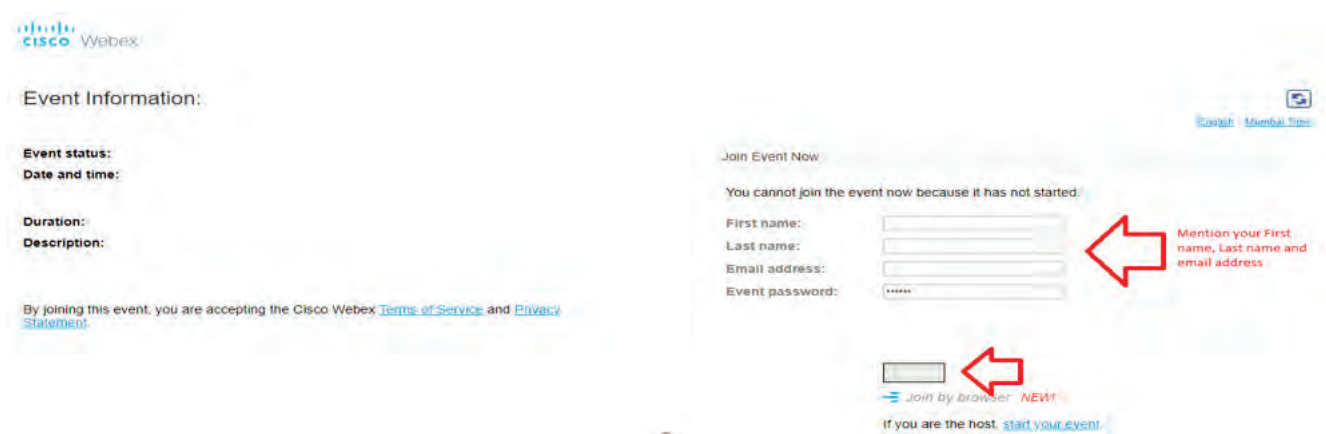 CISCO Webex
Event Information:
English Mumbai Time
Event status:
Date and time:
Duration:
Description:
By joining this event, you are accepting the Cisco Webex Terms of Service and Privacy
Statement.
Join Event Now
You cannot join the event now because it has not started.
First name:
Last name:
Email address:
Event password: ••••••
Mention your First
name, Last name and
email address
Join by browser NEW!
If you are the host, start your event.